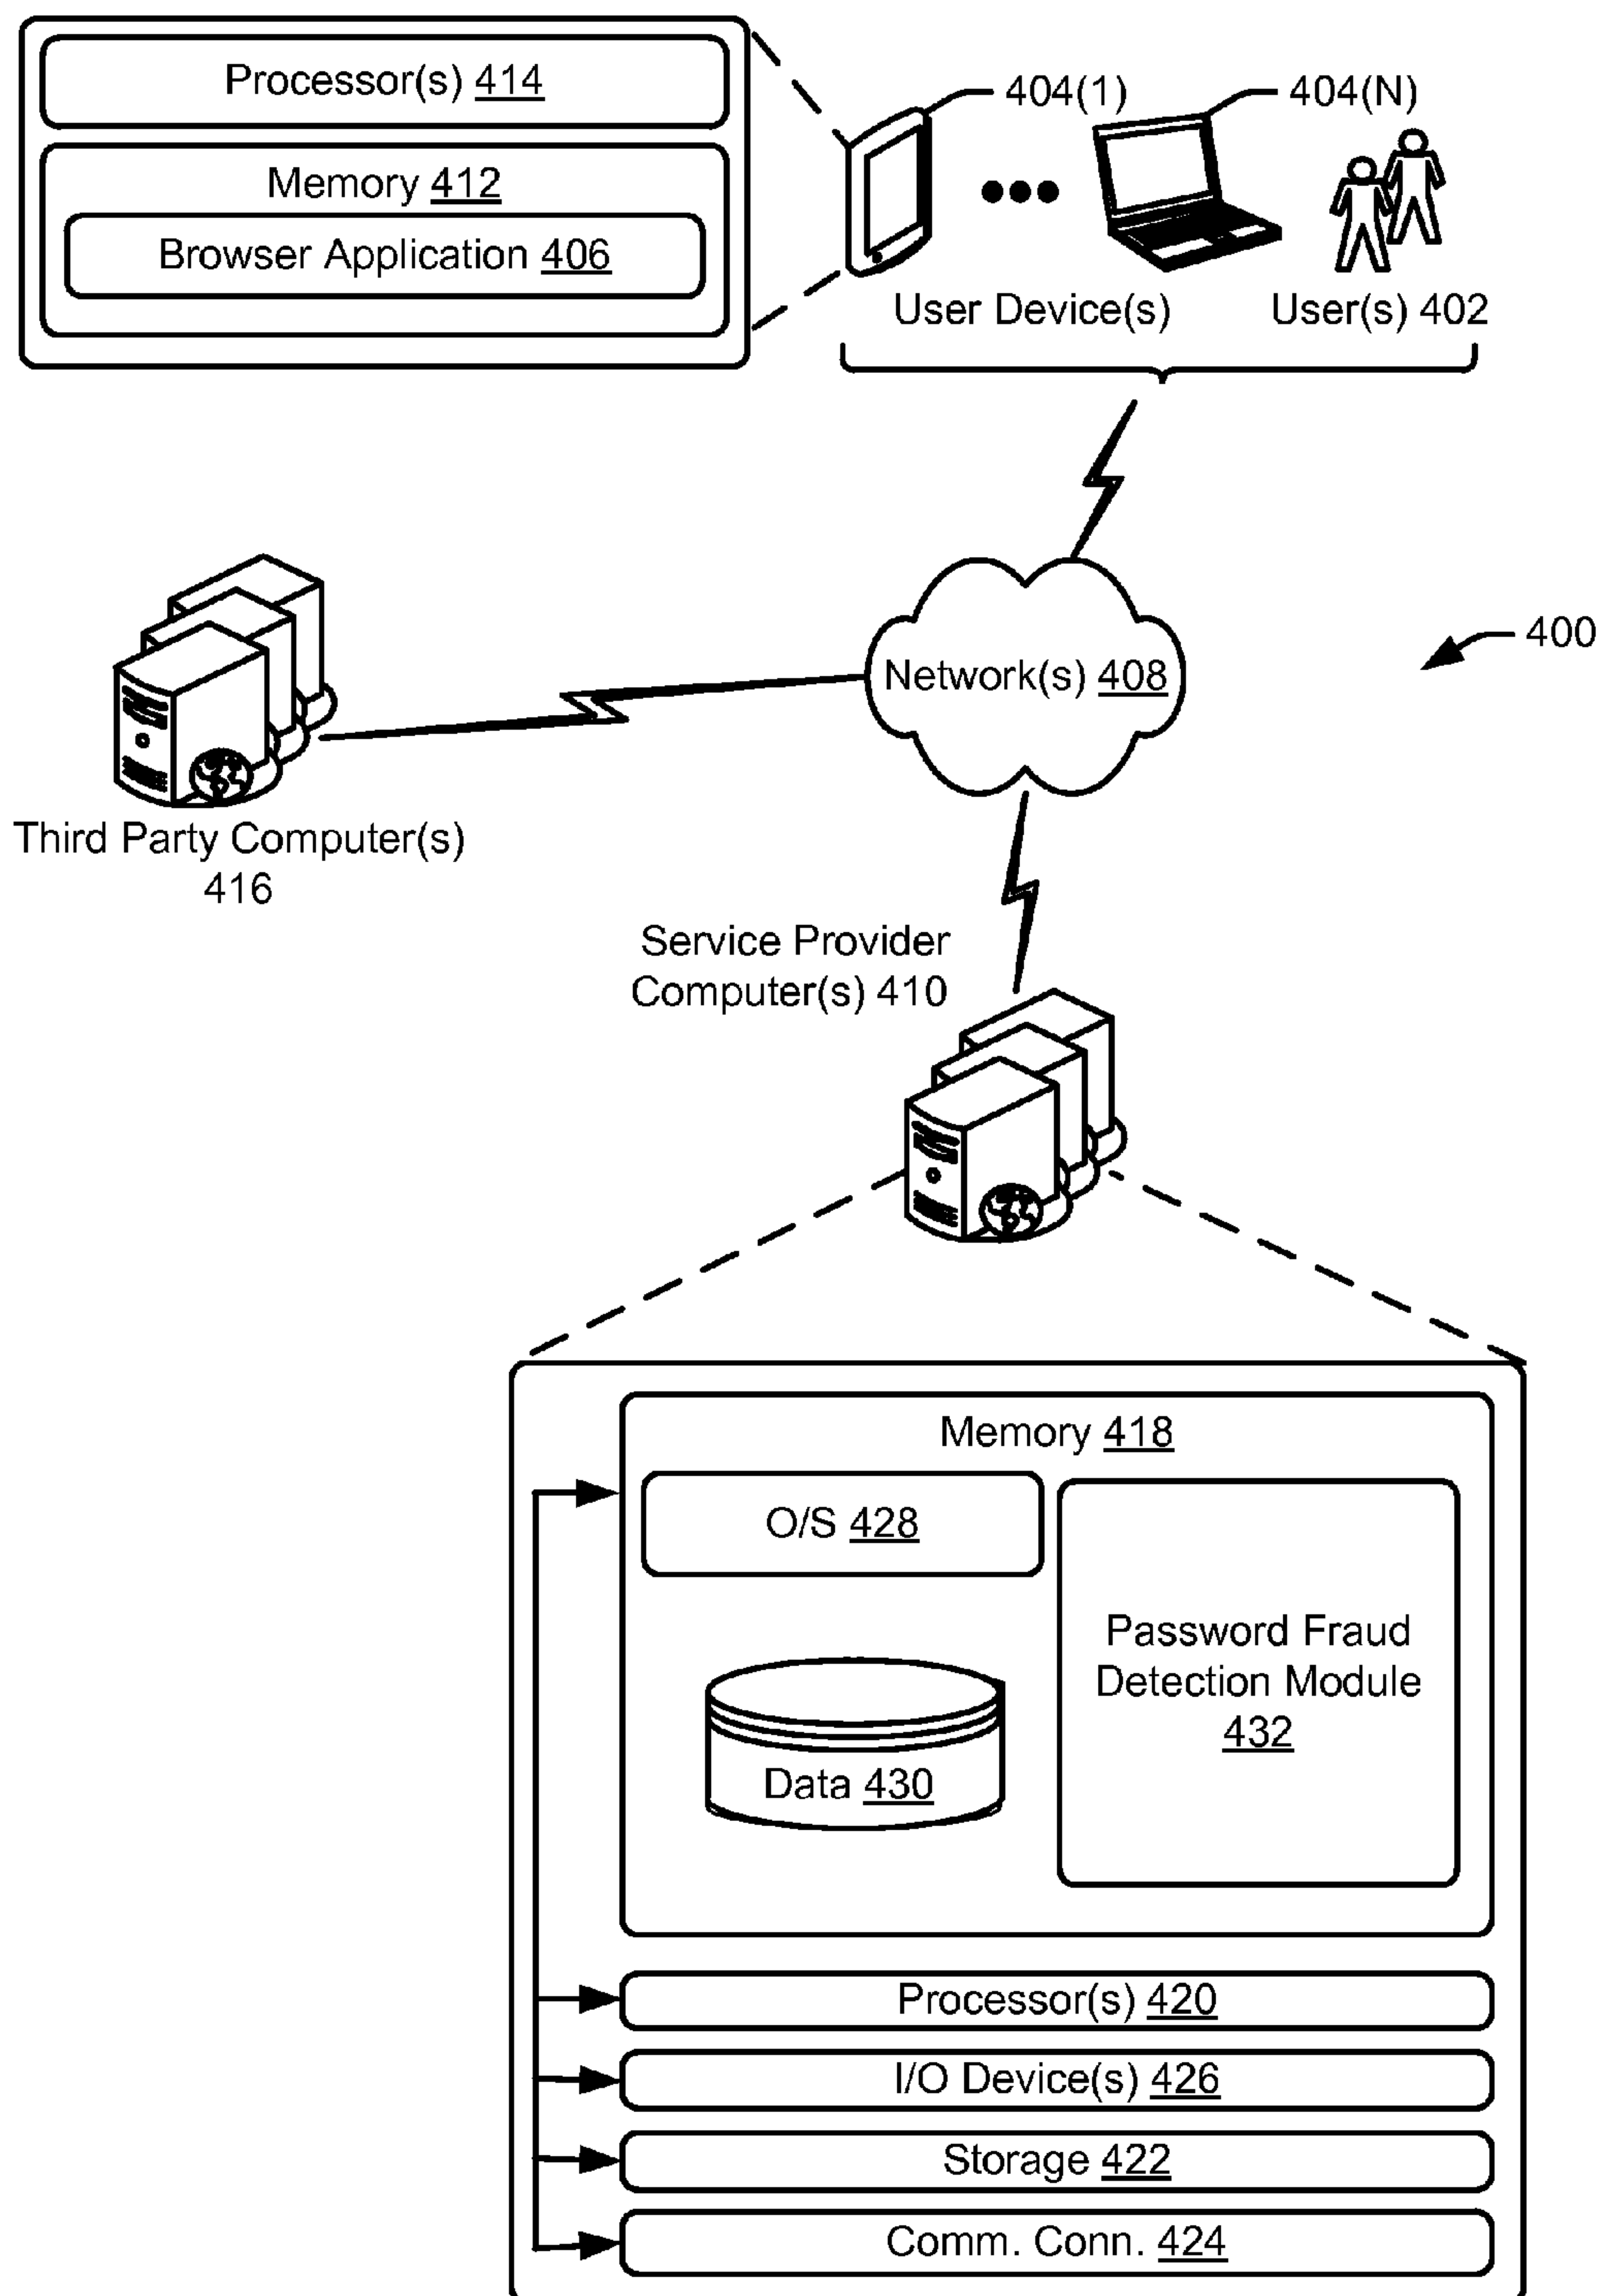 Processor(s) 414
Memory 412
Browser Application 406
404(1)
404(N)
User Device(s)
User(s) 402
Network(s) 408
400
Third Party Computer(s)
416
Service Provider
Computer(s) 410
Memory 418
O/S 428
Data 430
Password Fraud
Detection Module
432
Processor(s) 420
I/O Device(s) 426
Storage 422
Comm. Conn. 424